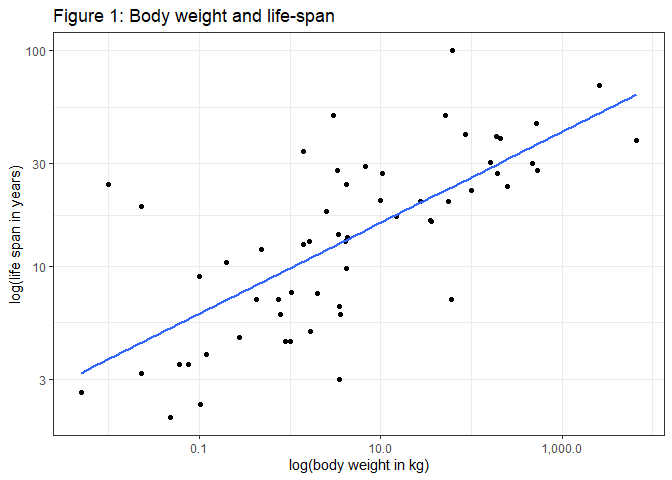 Figure 1: Body weight and life-span
100
30
10
3
log(life span in years)
0.1
10.0
1,000.0
log(body weight in kg)